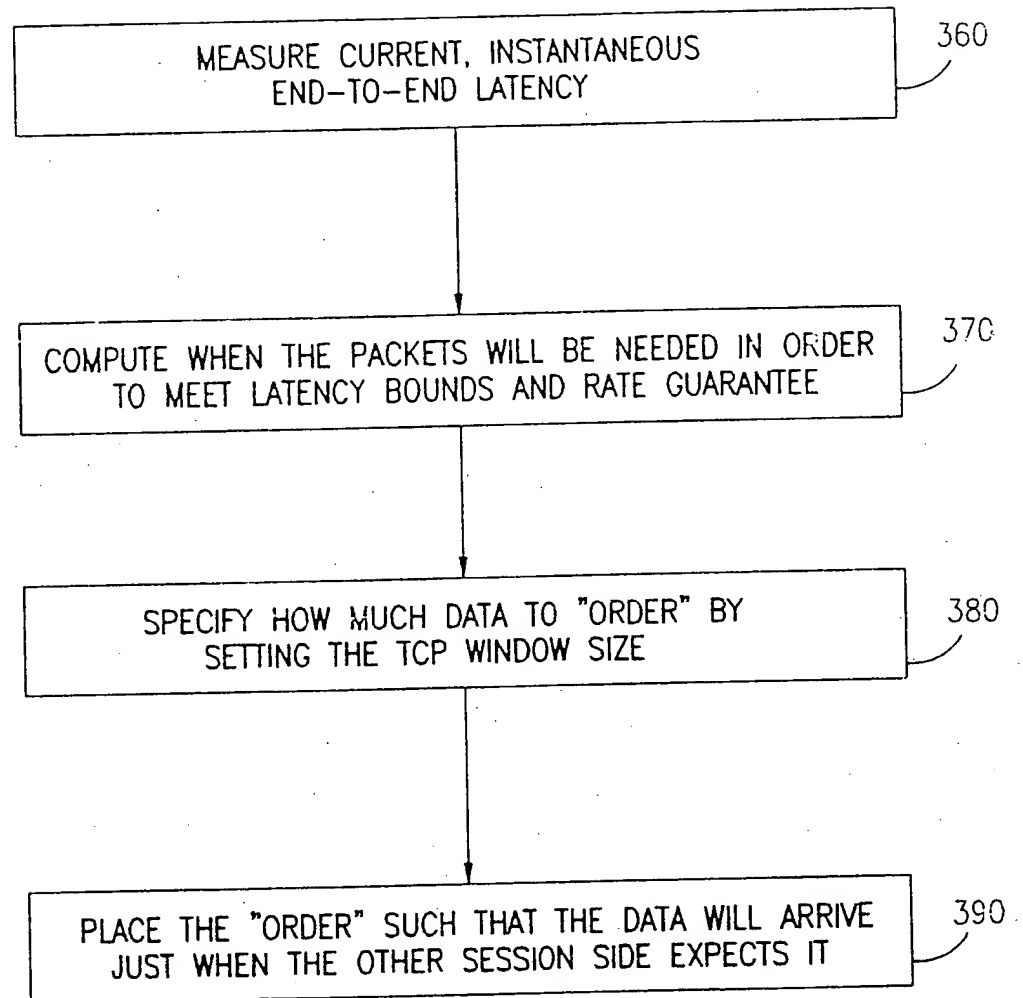 MEASURE CURRENT, INSTANTANEOUS
END-TO-END LATENCY
360
COMPUTE WHEN THE PACKETS WILL BE NEEDED IN ORDER
TO MEET LATENCY BOUNDS AND RATE GUARANTEE
370
SPECIFY HOW MUCH DATA TO "ORDER" BY
SETTING THE TCP WINDOW SIZE
380
PLACE THE "ORDER" SUCH THAT THE DATA WILL ARRIVE
JUST WHEN THE OTHER SESSION SIDE EXPECTS IT
390